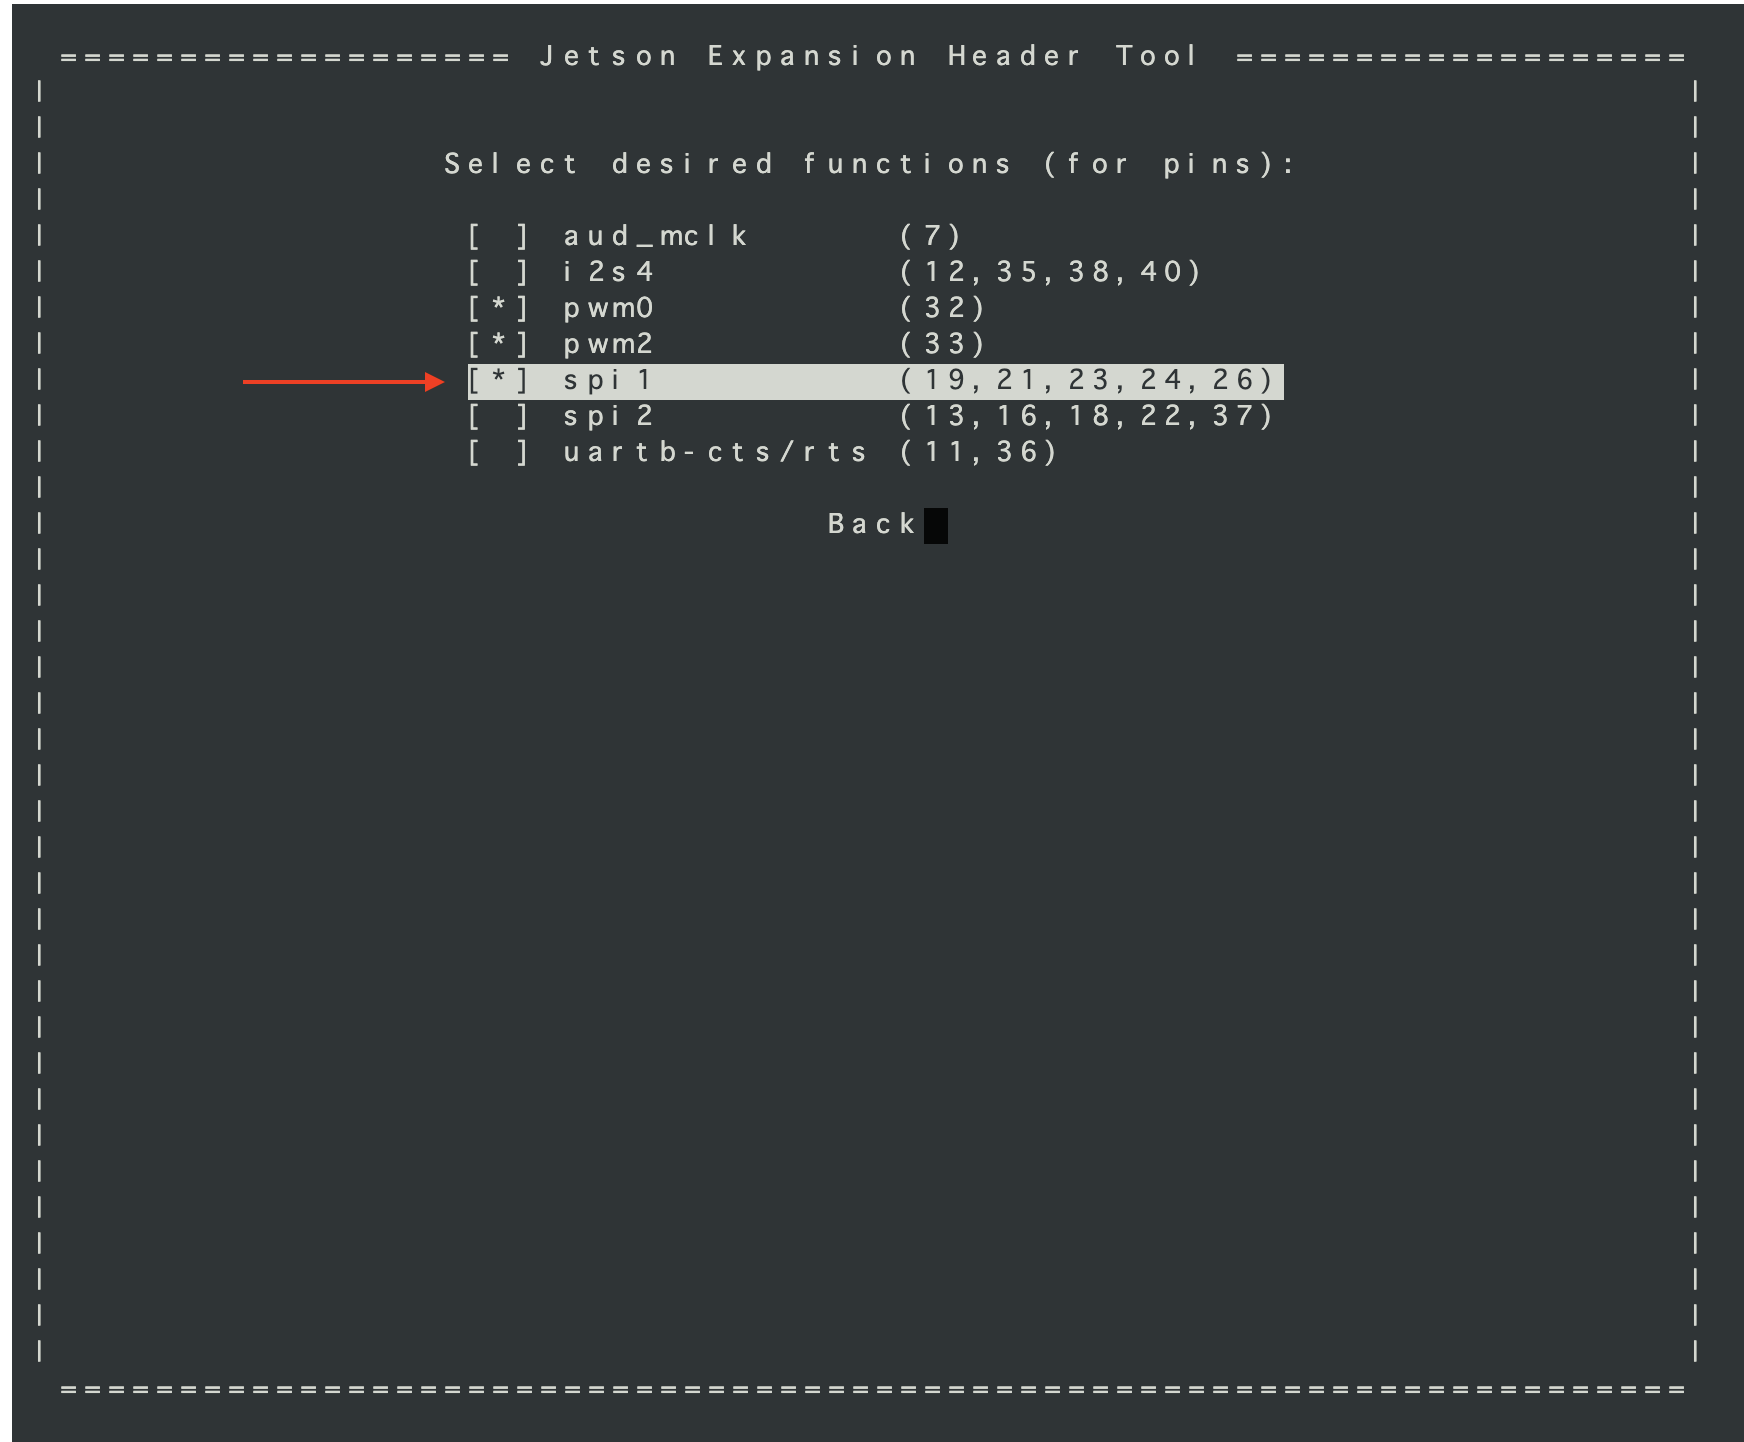 =================== Jetson Expansion Header Tool ===================
Select desired functions (for pins):
[ ] aud_mclk (7)
[ ] i2s4 (12,35,38,40)
[*] pwm0 (32)
[*] pwm2 (33)
[*] spi1 (19,21,23,24,26)
[ ] spi2 (13,16,18,22,37)
[ ] uartb-cts/rts (11,36)
Back
====================================================================